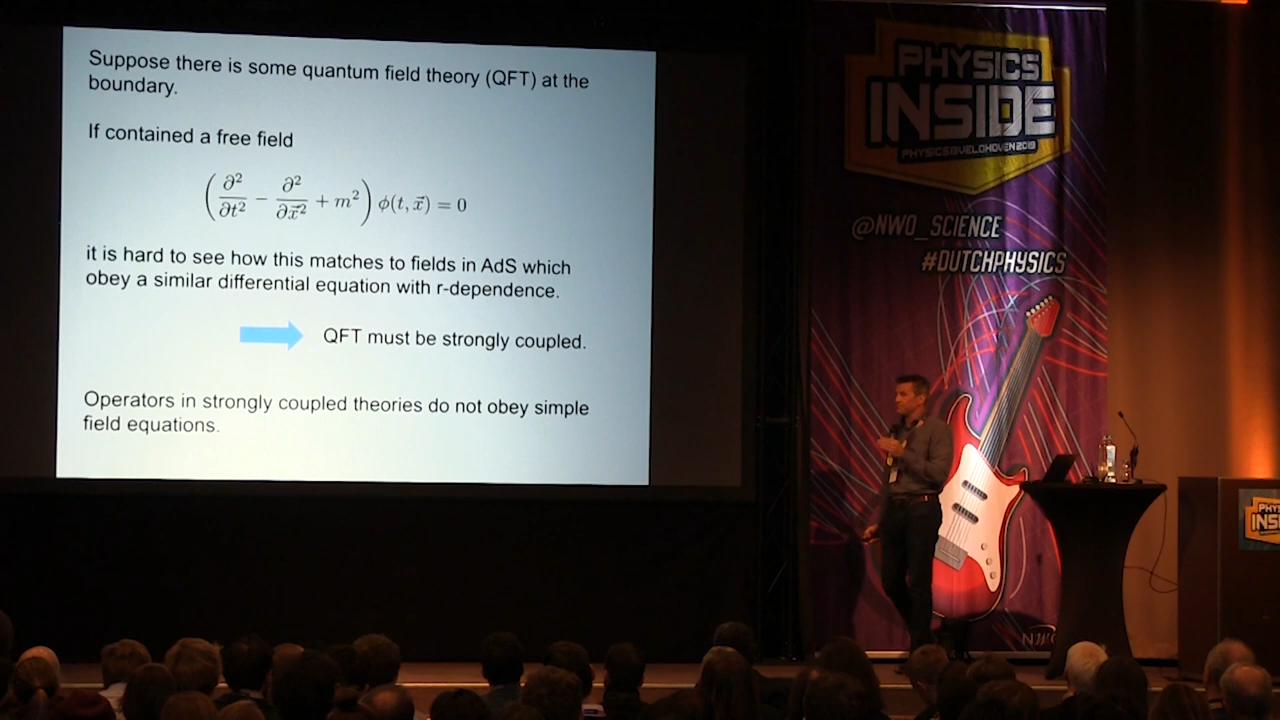 Suppose there is some quantum field theory (QFT) at the
boundary.
If contained a free field
(∂²/∂t² − ∂²/∂x⃗² + m²) ϕ(t, x⃗) = 0
it is hard to see how this matches to fields in AdS which
obey a similar differential equation with r-dependence.
QFT must be strongly coupled.
Operators in strongly coupled theories do not obey simple
field equations.
PHYSICS
INSIDE
@NWO_SCIENCE
#DUTCHPHYSICS